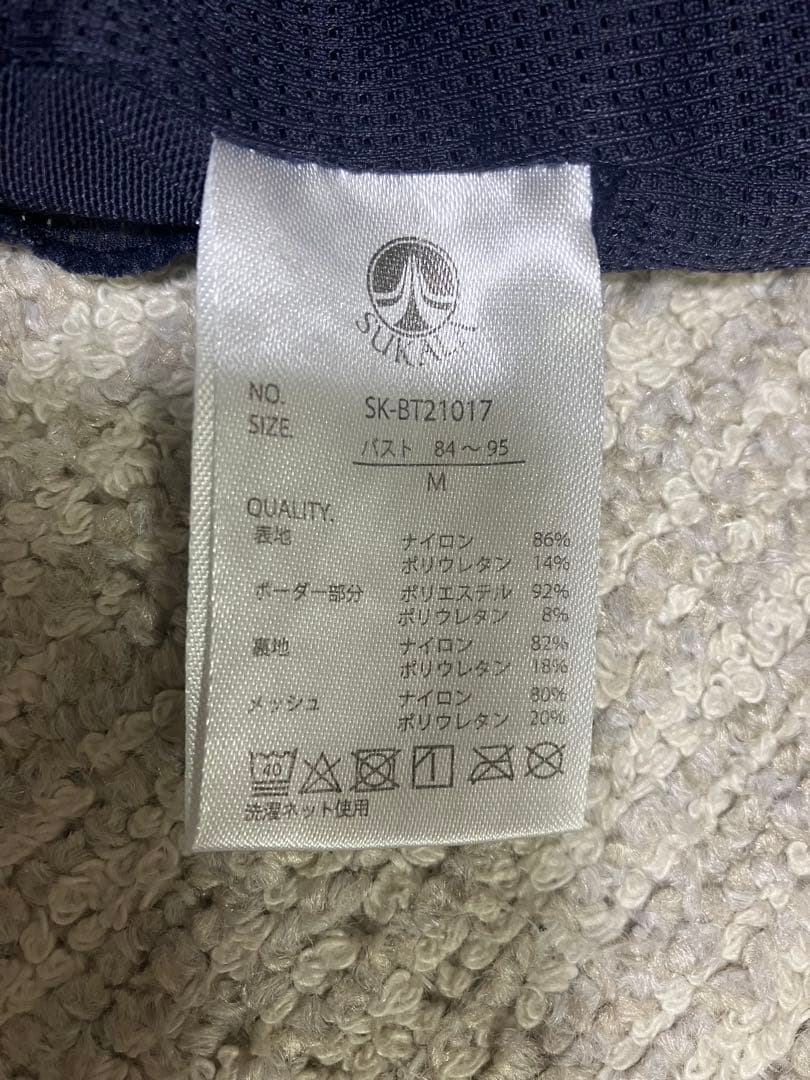 SUKALA
NO. SK-BT21017
SIZE. バスト 84～95
M
QUALITY.
表地 ナイロン 86%
ポリウレタン 14%
ボーダー部分 ポリエステル 92%
ポリウレタン 8%
裏地 ナイロン 82%
ポリウレタン 18%
メッシュ ナイロン 80%
ポリウレタン 20%
40
洗濯ネット使用